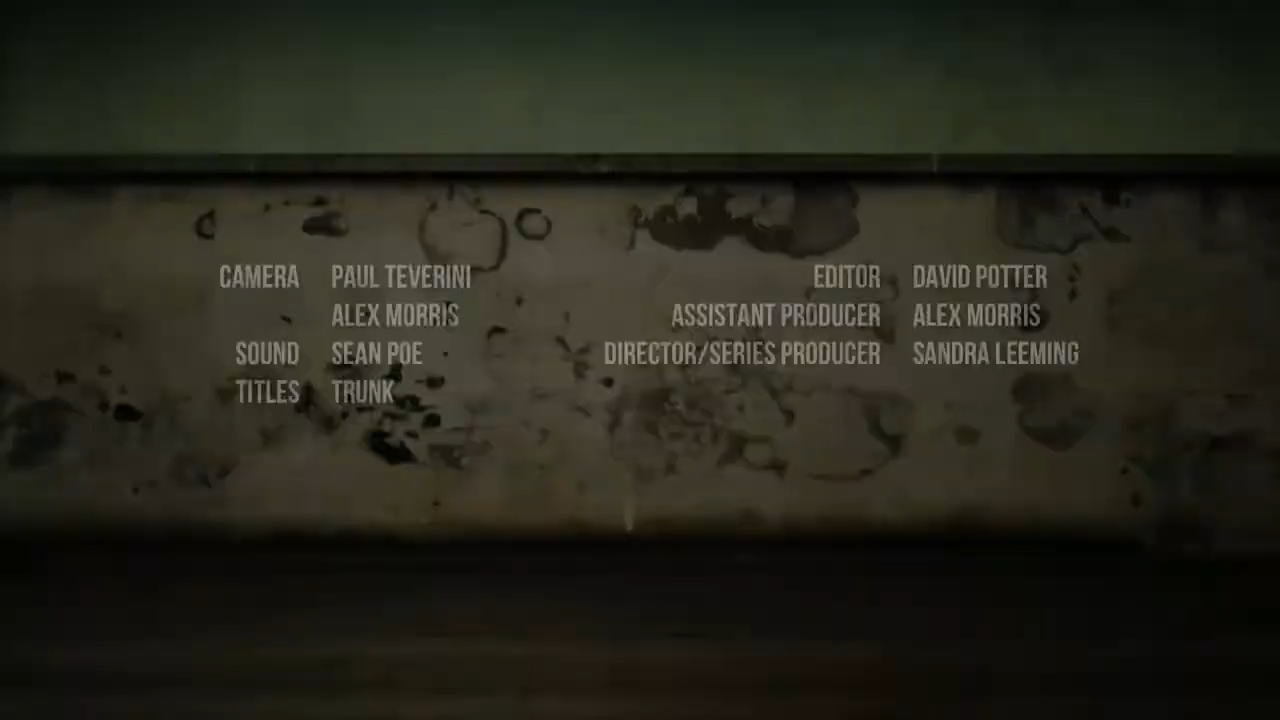 CAMERA PAUL TEVERINI
ALEX MORRIS
SOUND SEAN POE
TITLES TRUNK
EDITOR DAVID POTTER
ASSISTANT PRODUCER ALEX MORRIS
DIRECTOR/SERIES PRODUCER SANDRA LEEMING